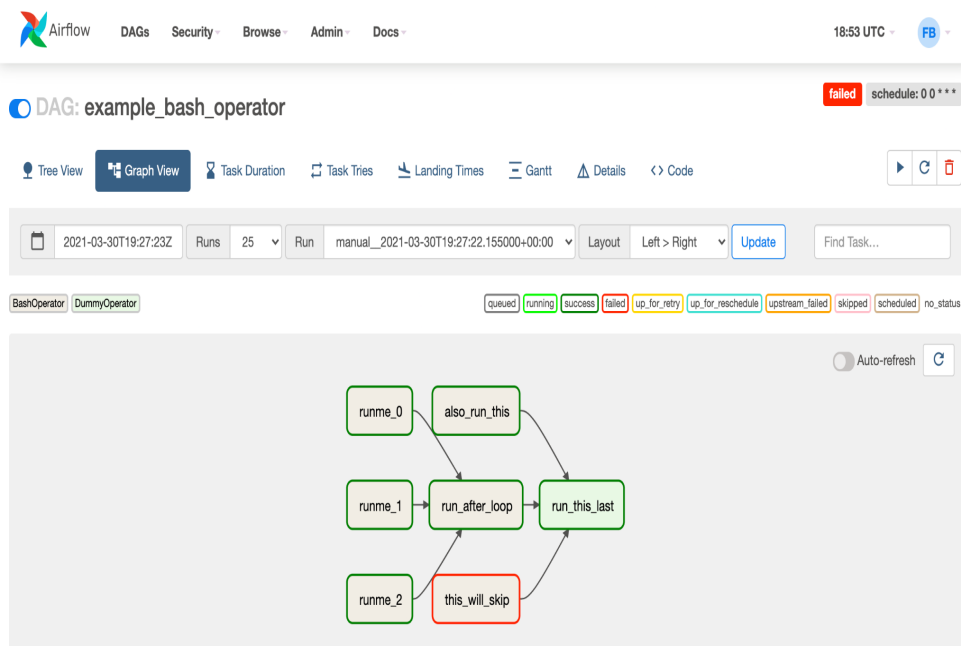 Airflow DAGs Security Browse Admin Docs 18:53 UTC FB
failed schedule: 0 0 * * *
DAG: example_bash_operator
Tree View Graph View Task Duration Task Tries Landing Times Gantt Details Code
2021-03-30T19:27:23Z Runs 25 Run manual__2021-03-30T19:27:22.155000+00:00 Layout Left > Right Update Find Task...
BashOperator DummyOperator queued running success failed up_for_retry up_for_reschedule upstream_failed skipped scheduled no_status
Auto-refresh
runme_0 also_run_this
runme_1 run_after_loop run_this_last
runme_2 this_will_skip